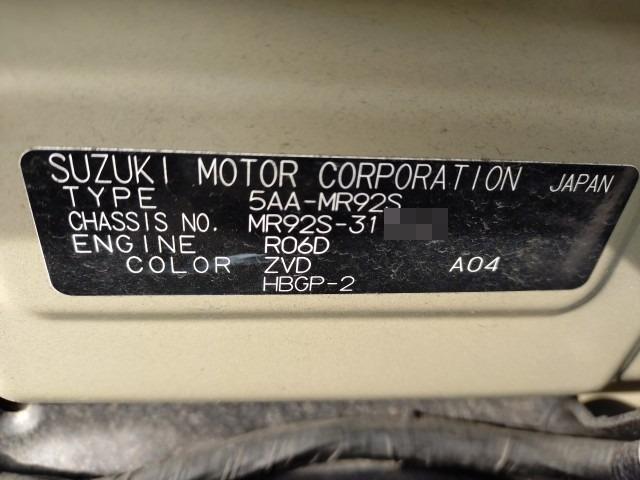 SUZUKI MOTOR CORPORATION JAPAN
TYPE 5AA-MR92S
CHASSIS NO. MR92S-31
ENGINE R06D
COLOR ZVD A04
HBGP-2